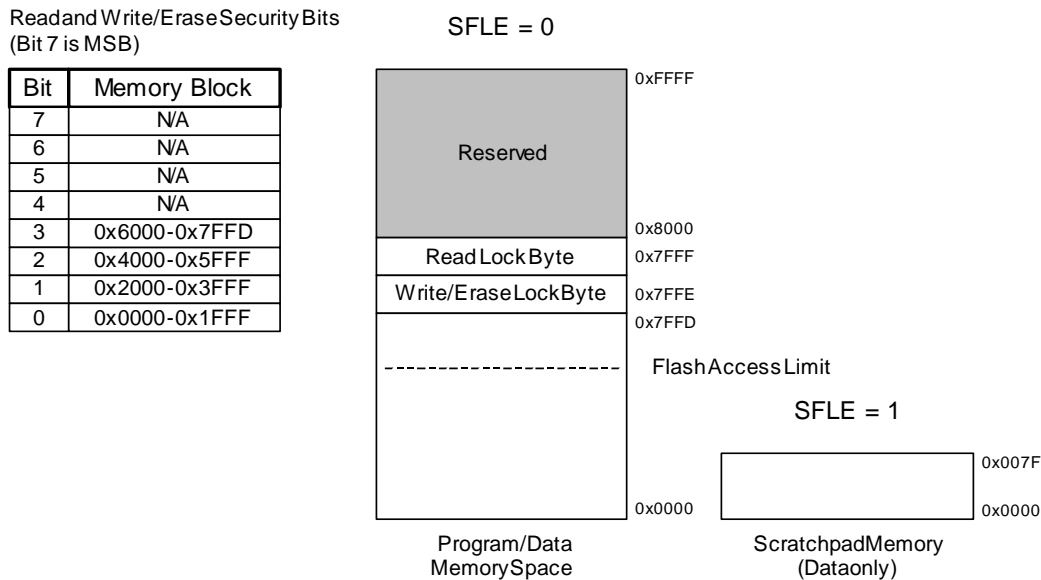 Read and Write/Erase Security Bits
(Bit 7 is MSB)
SFLE = 0
Bit Memory Block
7 N/A
6 N/A
5 N/A
4 N/A
3 0x6000-0x7FFD
2 0x4000-0x5FFF
1 0x2000-0x3FFF
0 0x0000-0x1FFF
0xFFFF
Reserved
0x8000
Read Lock Byte 0x7FFF
Write/Erase Lock Byte 0x7FFE
0x7FFD
Flash Access Limit
SFLE = 1
0x007F
0x0000
0x0000
Program/Data
Memory Space
Scratchpad Memory
(Data only)